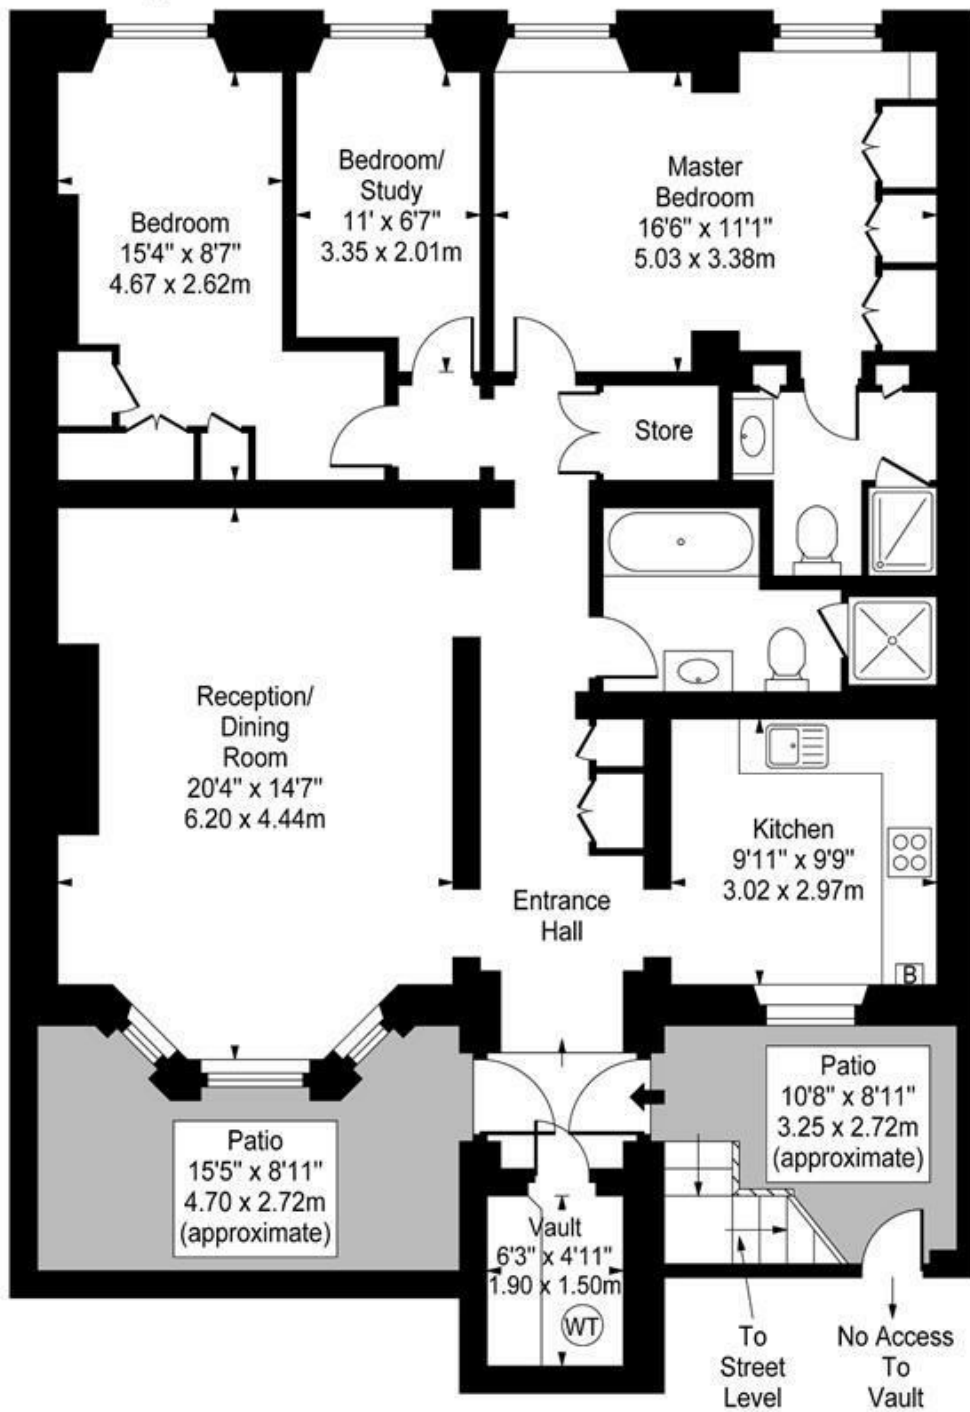 Bedroom
15'4" x 8'7"
4.67 x 2.62m
Bedroom/
Study
11' x 6'7"
3.35 x 2.01m
Master
Bedroom
16'6" x 11'1"
5.03 x 3.38m
Store
Reception/
Dining
Room
20'4" x 14'7"
6.20 x 4.44m
Kitchen
9'11" x 9'9"
3.02 x 2.97m
B
Entrance
Hall
Patio
15'5" x 8'11"
4.70 x 2.72m
(approximate)
Patio
10'8" x 8'11"
3.25 x 2.72m
(approximate)
Vault
6'3" x 4'11"
1.90 x 1.50m
WT
To
Street
Level
No Access
To
Vault